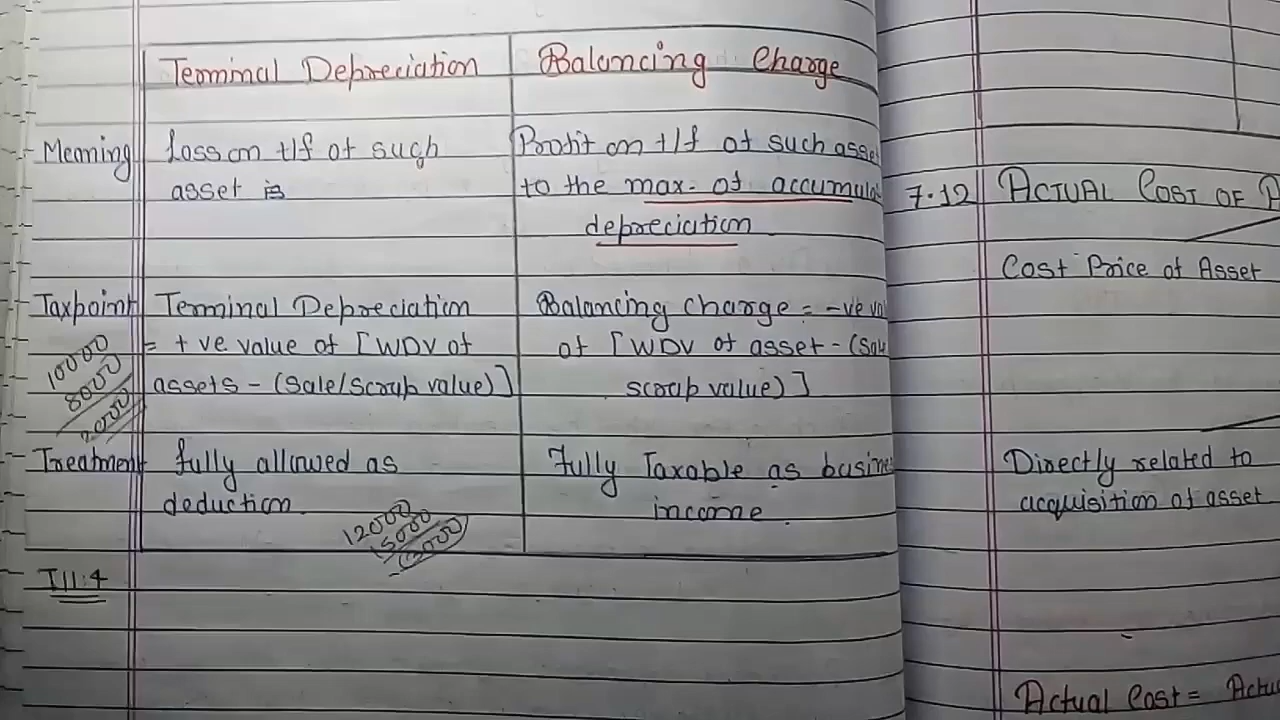 Terminal Depreciation
Balancing Charge
Meaning
Loss on t/f of such
asset is
Profit on t/f of such asset
to the max. of accumula
depreciation
Taxpoint
Terminal Depreciation
= +ve value of [WDV of
assets - (Sale/Scrap value)]
Balancing charge = -ve va
of [WDV of asset - (Sale
scrap value)]
10000
8000
2000
Treatment
fully allowed as
deduction
Fully Taxable as busine
income.
12000
15000
(3000)
Ill:4
7.12
ACTUAL COST OF A
Cost Price of Asset
Directly related to
acquisition of asset
Actual Cost = Actu